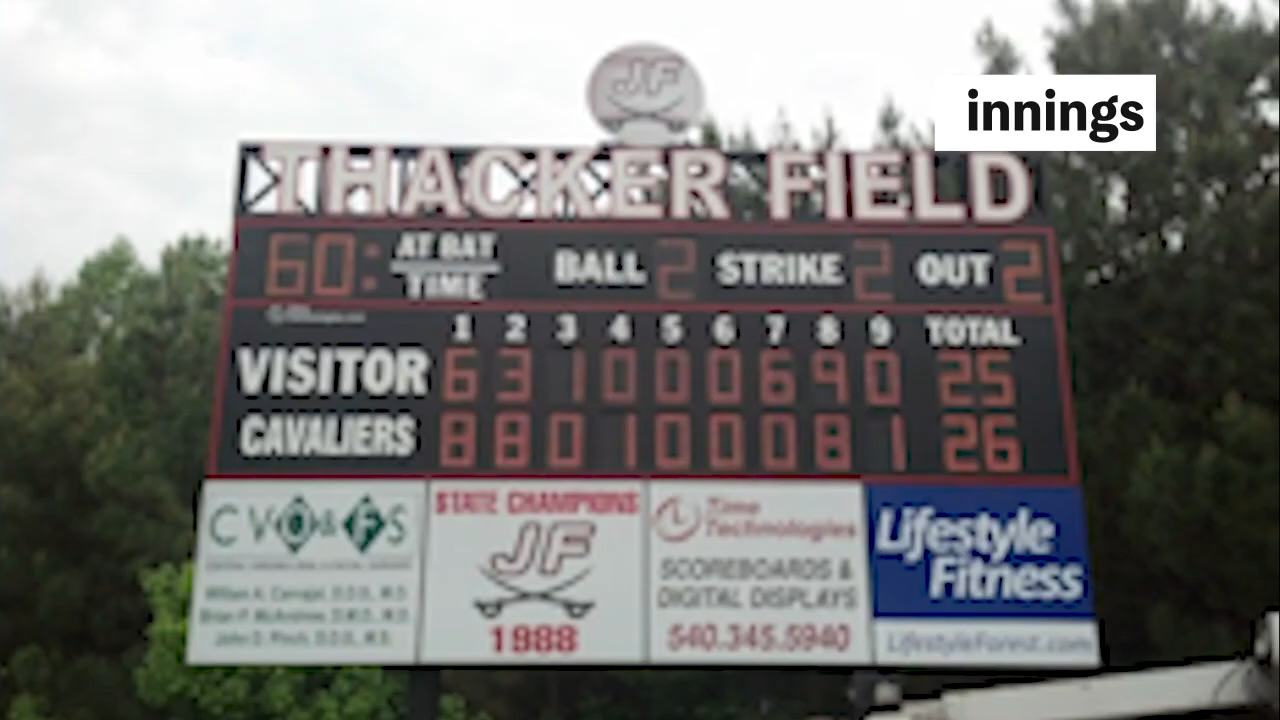 JF
innings
THACKER FIELD
60: AT BAT BALL 2 STRIKE 2 OUT 2
TIME
1 2 3 4 5 6 7 8 9 TOTAL
VISITOR 6 3 1 0 0 0 6 9 0 25
CAVALIERS 8 8 0 1 0 0 0 8 1 26
CVO&FS
STATE CHAMPIONS
JF
1988
Time
Technologies
SCOREBOARDS &
DIGITAL DISPLAYS
540.345.5940
Lifestyle
Fitness
LifestyleForest.com